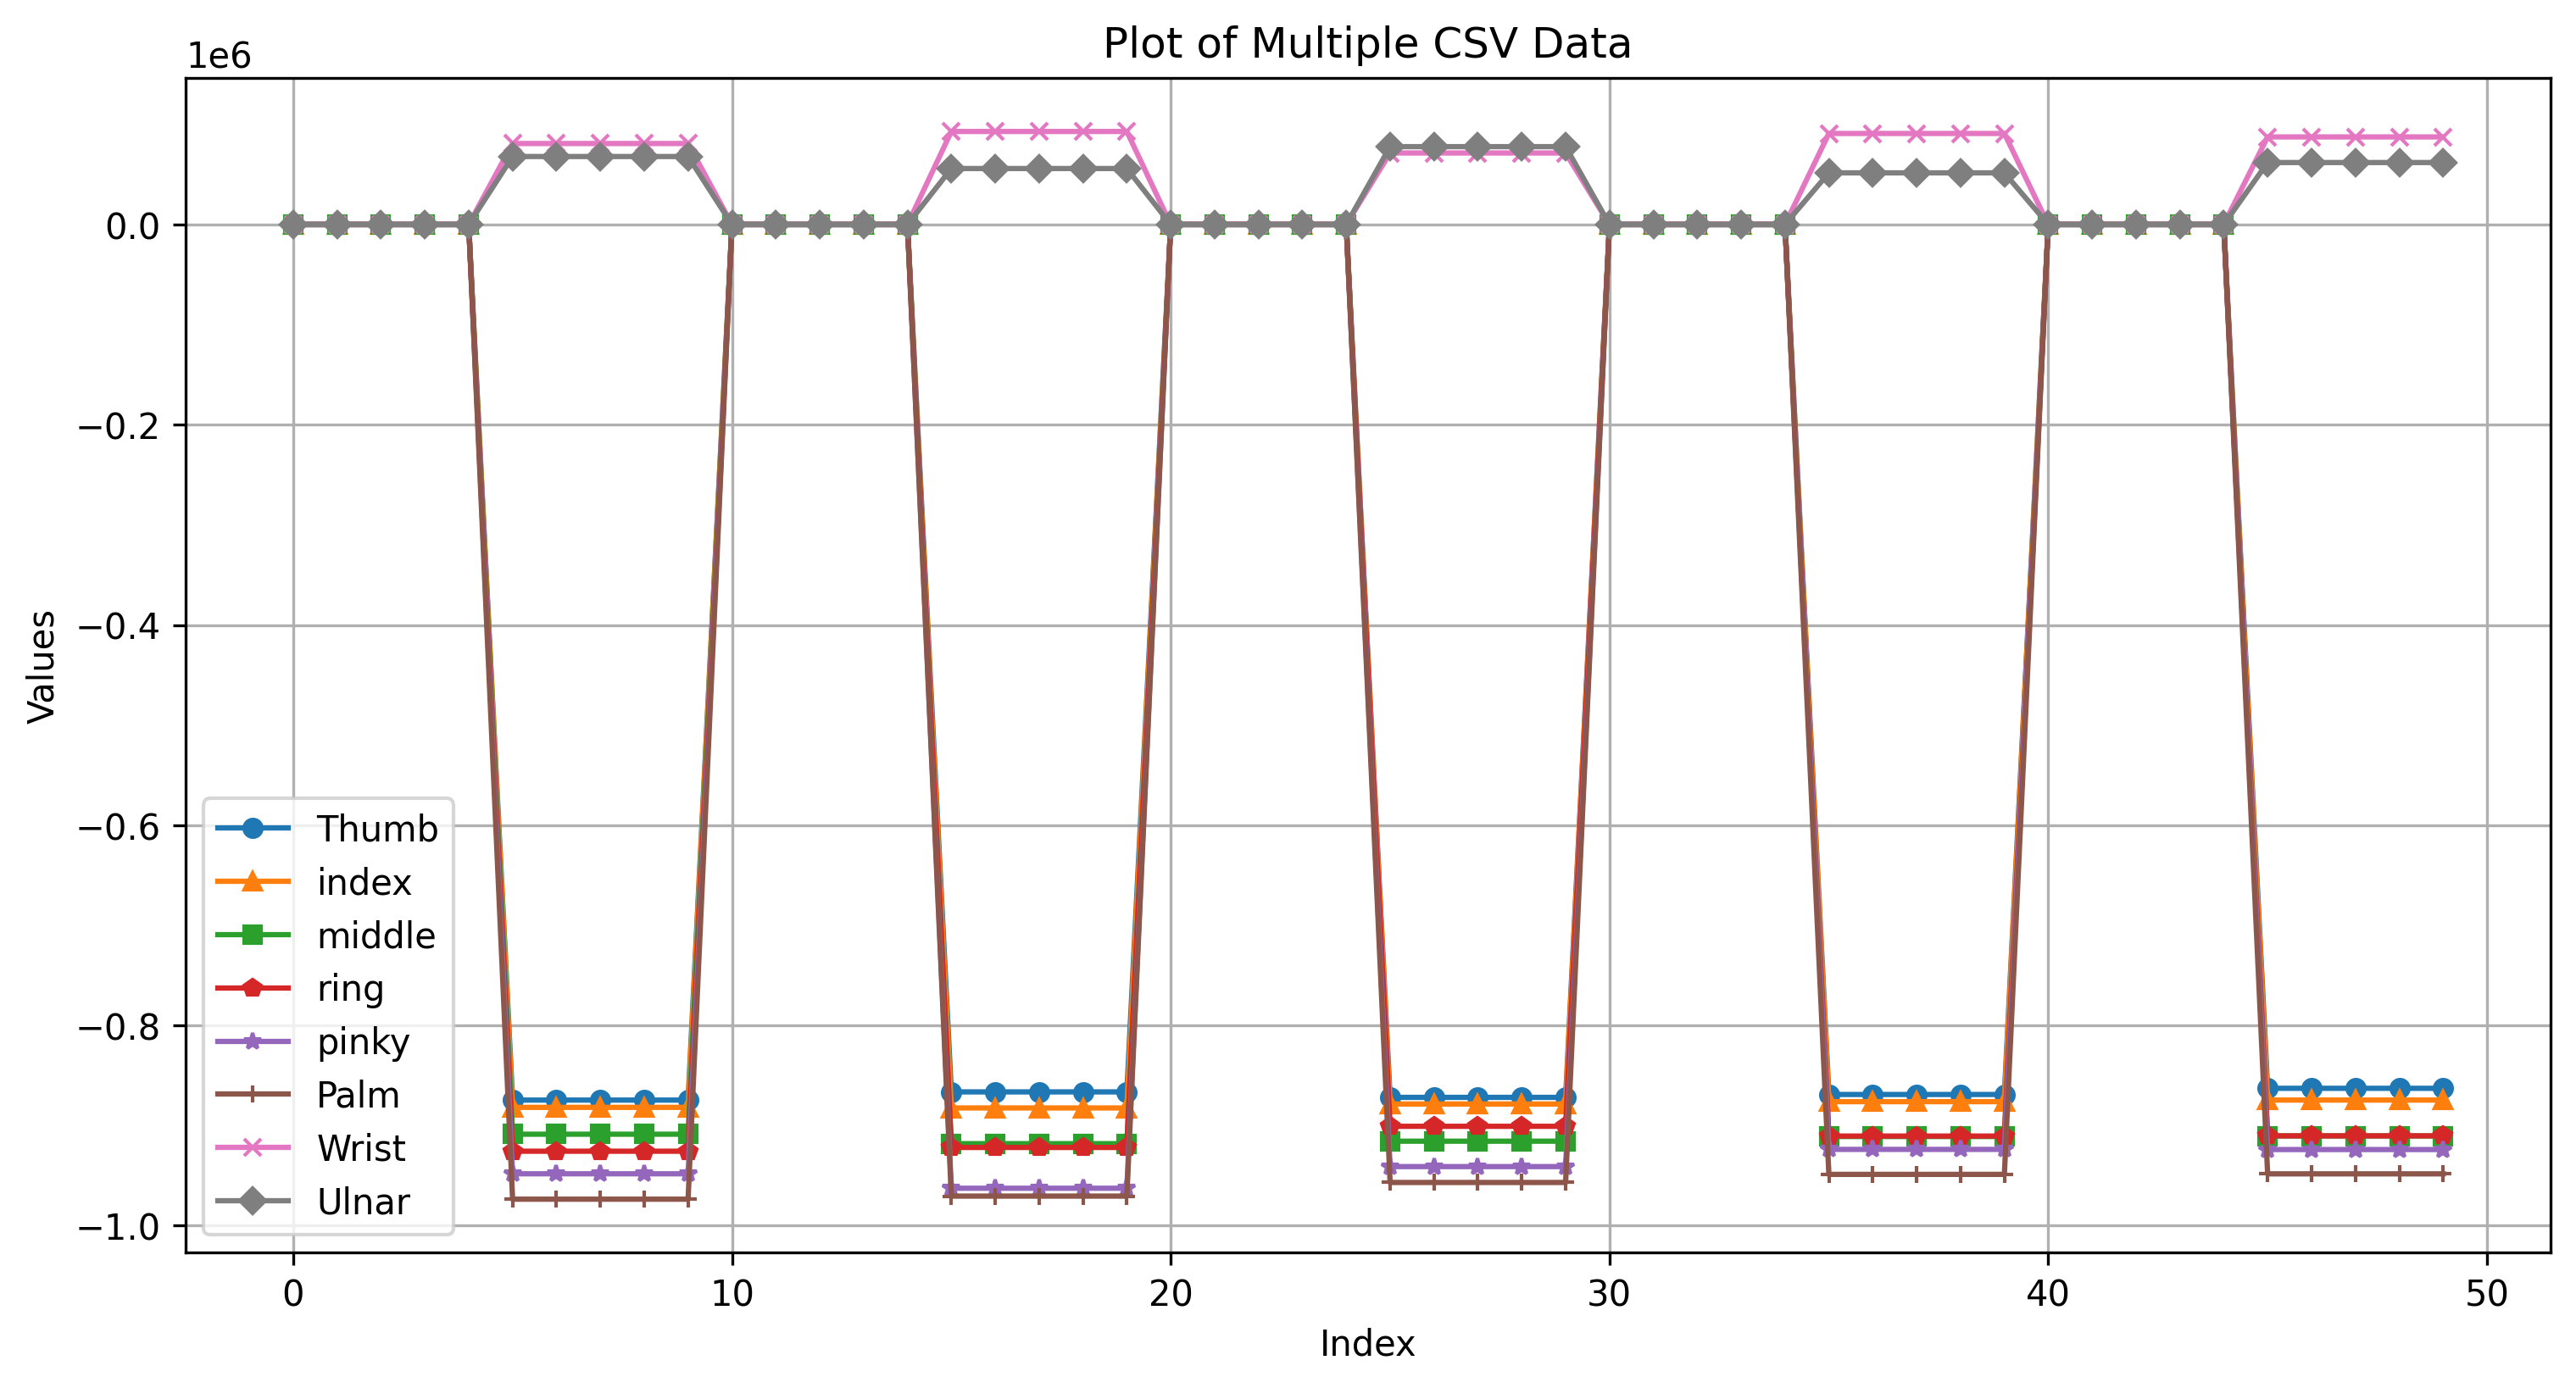 Plot of Multiple CSV Data
1e6
0.0
−0.2
−0.4
−0.6
−0.8
−1.0
Values
Thumb
index
middle
ring
pinky
Palm
Wrist
Ulnar
0 10 20 30 40 50
Index